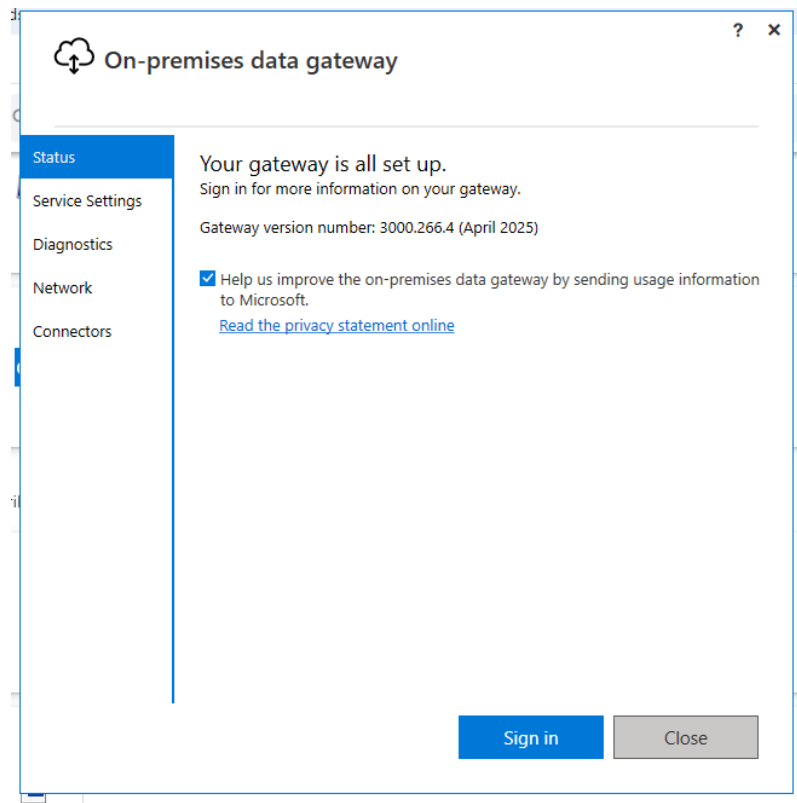 ? ×
On-premises data gateway
Status
Service Settings
Diagnostics
Network
Connectors
Your gateway is all set up.
Sign in for more information on your gateway.
Gateway version number: 3000.266.4 (April 2025)
Help us improve the on-premises data gateway by sending usage information
to Microsoft.
Read the privacy statement online
Sign in
Close